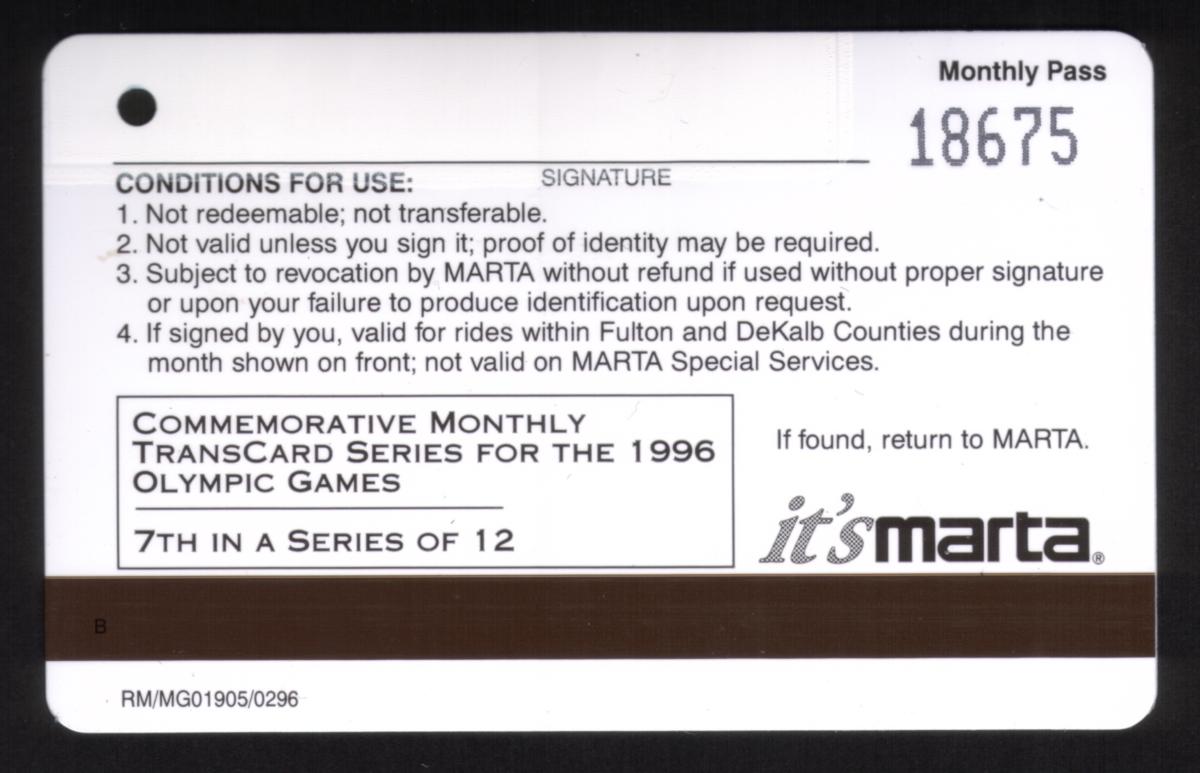 Monthly Pass
18675
SIGNATURE
CONDITIONS FOR USE:
1. Not redeemable; not transferable.
2. Not valid unless you sign it; proof of identity may be required.
3. Subject to revocation by MARTA without refund if used without proper signature
or upon your failure to produce identification upon request.
4. If signed by you, valid for rides within Fulton and DeKalb Counties during the
month shown on front; not valid on MARTA Special Services.
COMMEMORATIVE MONTHLY
TRANSCARD SERIES FOR THE 1996
OLYMPIC GAMES
7TH IN A SERIES OF 12
If found, return to MARTA.
it's marta®
B
RM/MG01905/0296